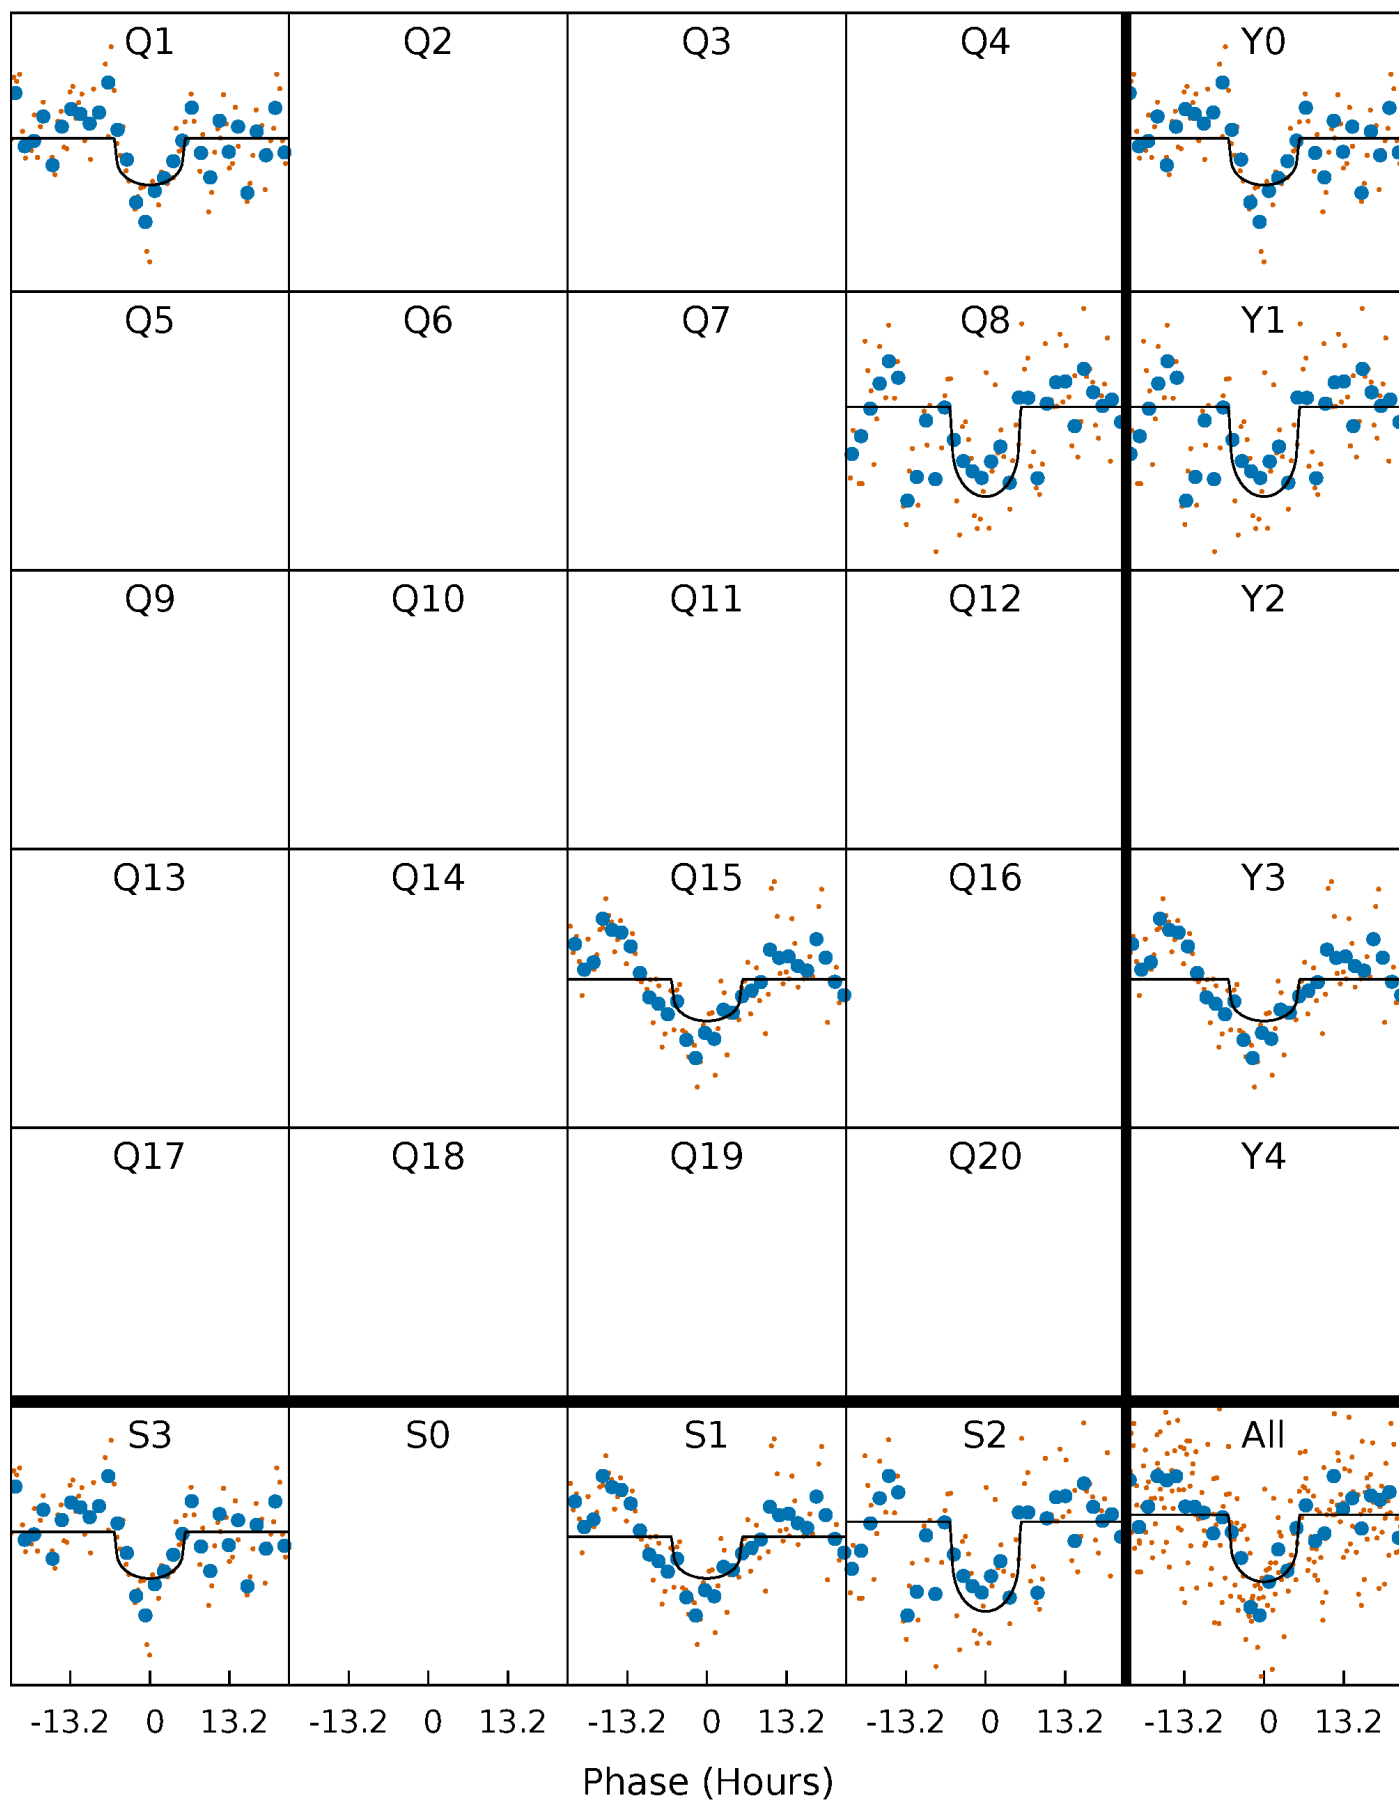 Q1 Q2 Q3 Q4 Y0
Q5 Q6 Q7 Q8 Y1
Q9 Q10 Q11 Q12 Y2
Q13 Q14 Q15 Q16 Y3
Q17 Q18 Q19 Q20 Y4
S3 S0 S1 S2 All
-13.2 0 13.2 -13.2 0 13.2 -13.2 0 13.2 -13.2 0 13.2 -13.2 0 13.2
Phase (Hours)